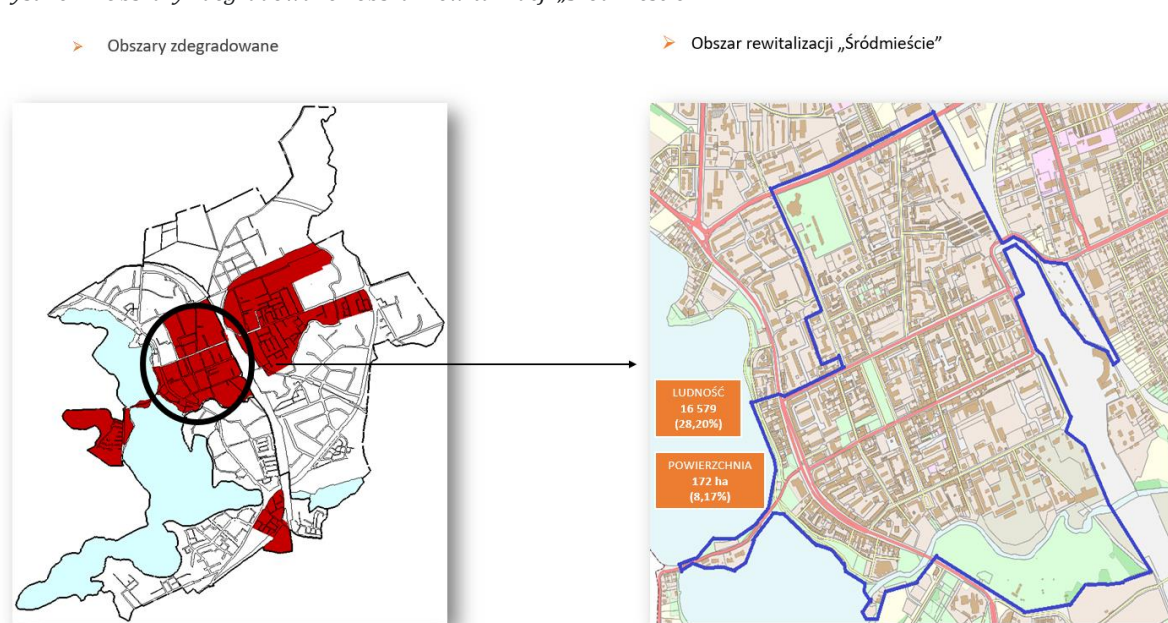 Obszary zdegradowane
Obszar rewitalizacji „Śródmieście”
LUDNOŚĆ
16 579
(28,20%)
POWIERZCHNIA
172 ha
(8,17%)